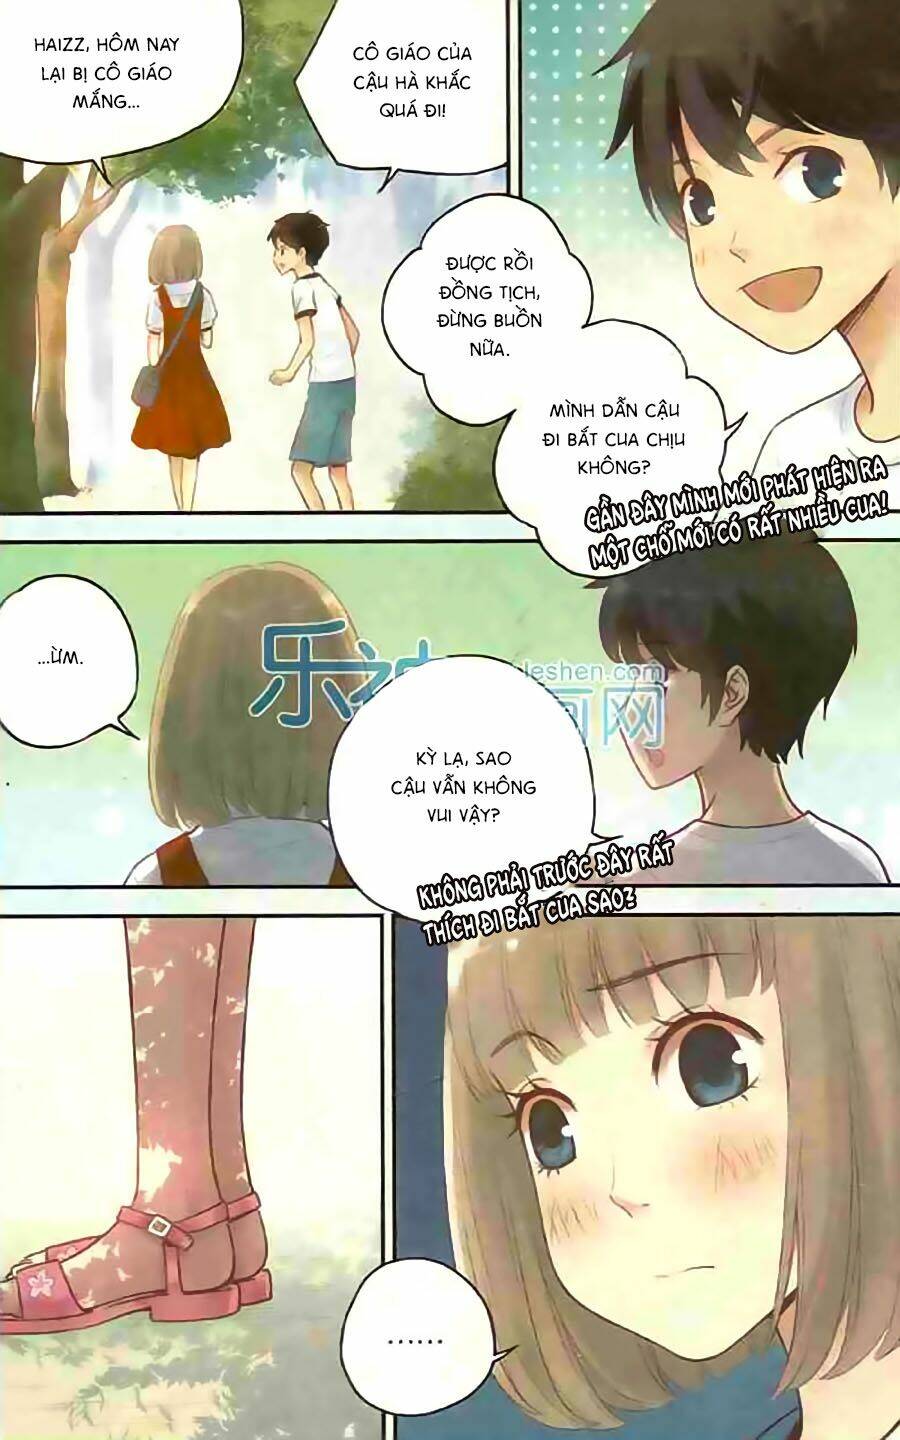 HAIZZ, HÔM NAY
LẠI BỊ CÔ GIÁO
MẮNG...
CÔ GIÁO CỦA
CẬU HÀ KHẮC
QUÁ ĐI!
ĐƯỢC RỒI
ĐỒNG TỊCH,
ĐỪNG BUỒN
NỮA.
MÌNH DẪN CẬU
ĐI BẮT CUA CHỊU
KHÔNG?
GẦN ĐÂY MÌNH MỚI PHÁT HIỆN RA
MỘT CHỖ MỚI CÓ RẤT NHIỀU CUA!
...ỪM.
leshen.com
KỲ LẠ, SAO
CẬU VẪN KHÔNG
VUI VẬY?
KHÔNG PHẢI TRƯỚC ĐÂY RẤT
THÍCH ĐI BẮT CUA SAO?
......